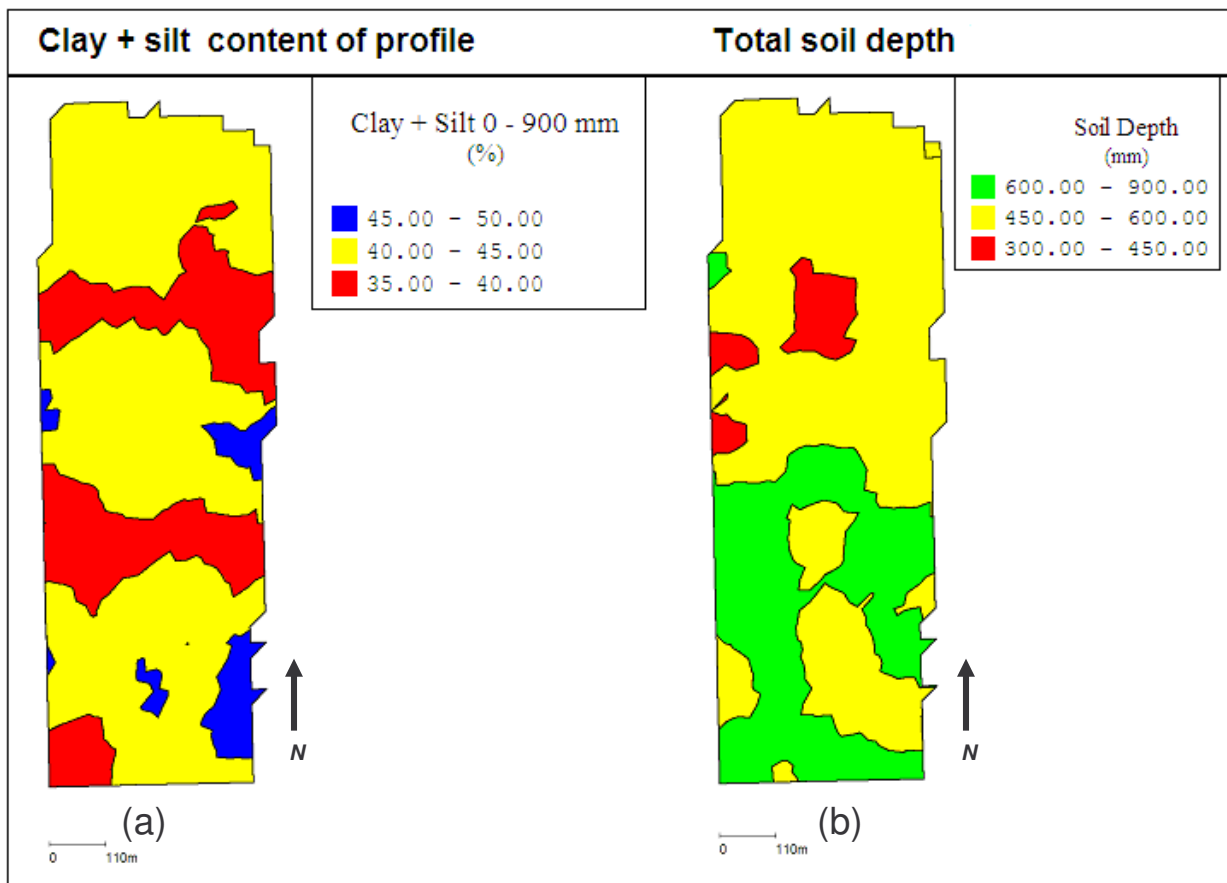 Clay + silt content of profile
Total soil depth
Clay + Silt 0 - 900 mm
(%)
45.00 - 50.00
40.00 - 45.00
35.00 - 40.00
Soil Depth
(mm)
600.00 - 900.00
450.00 - 600.00
300.00 - 450.00
N
N
(a)
(b)
0 110m
0 110m